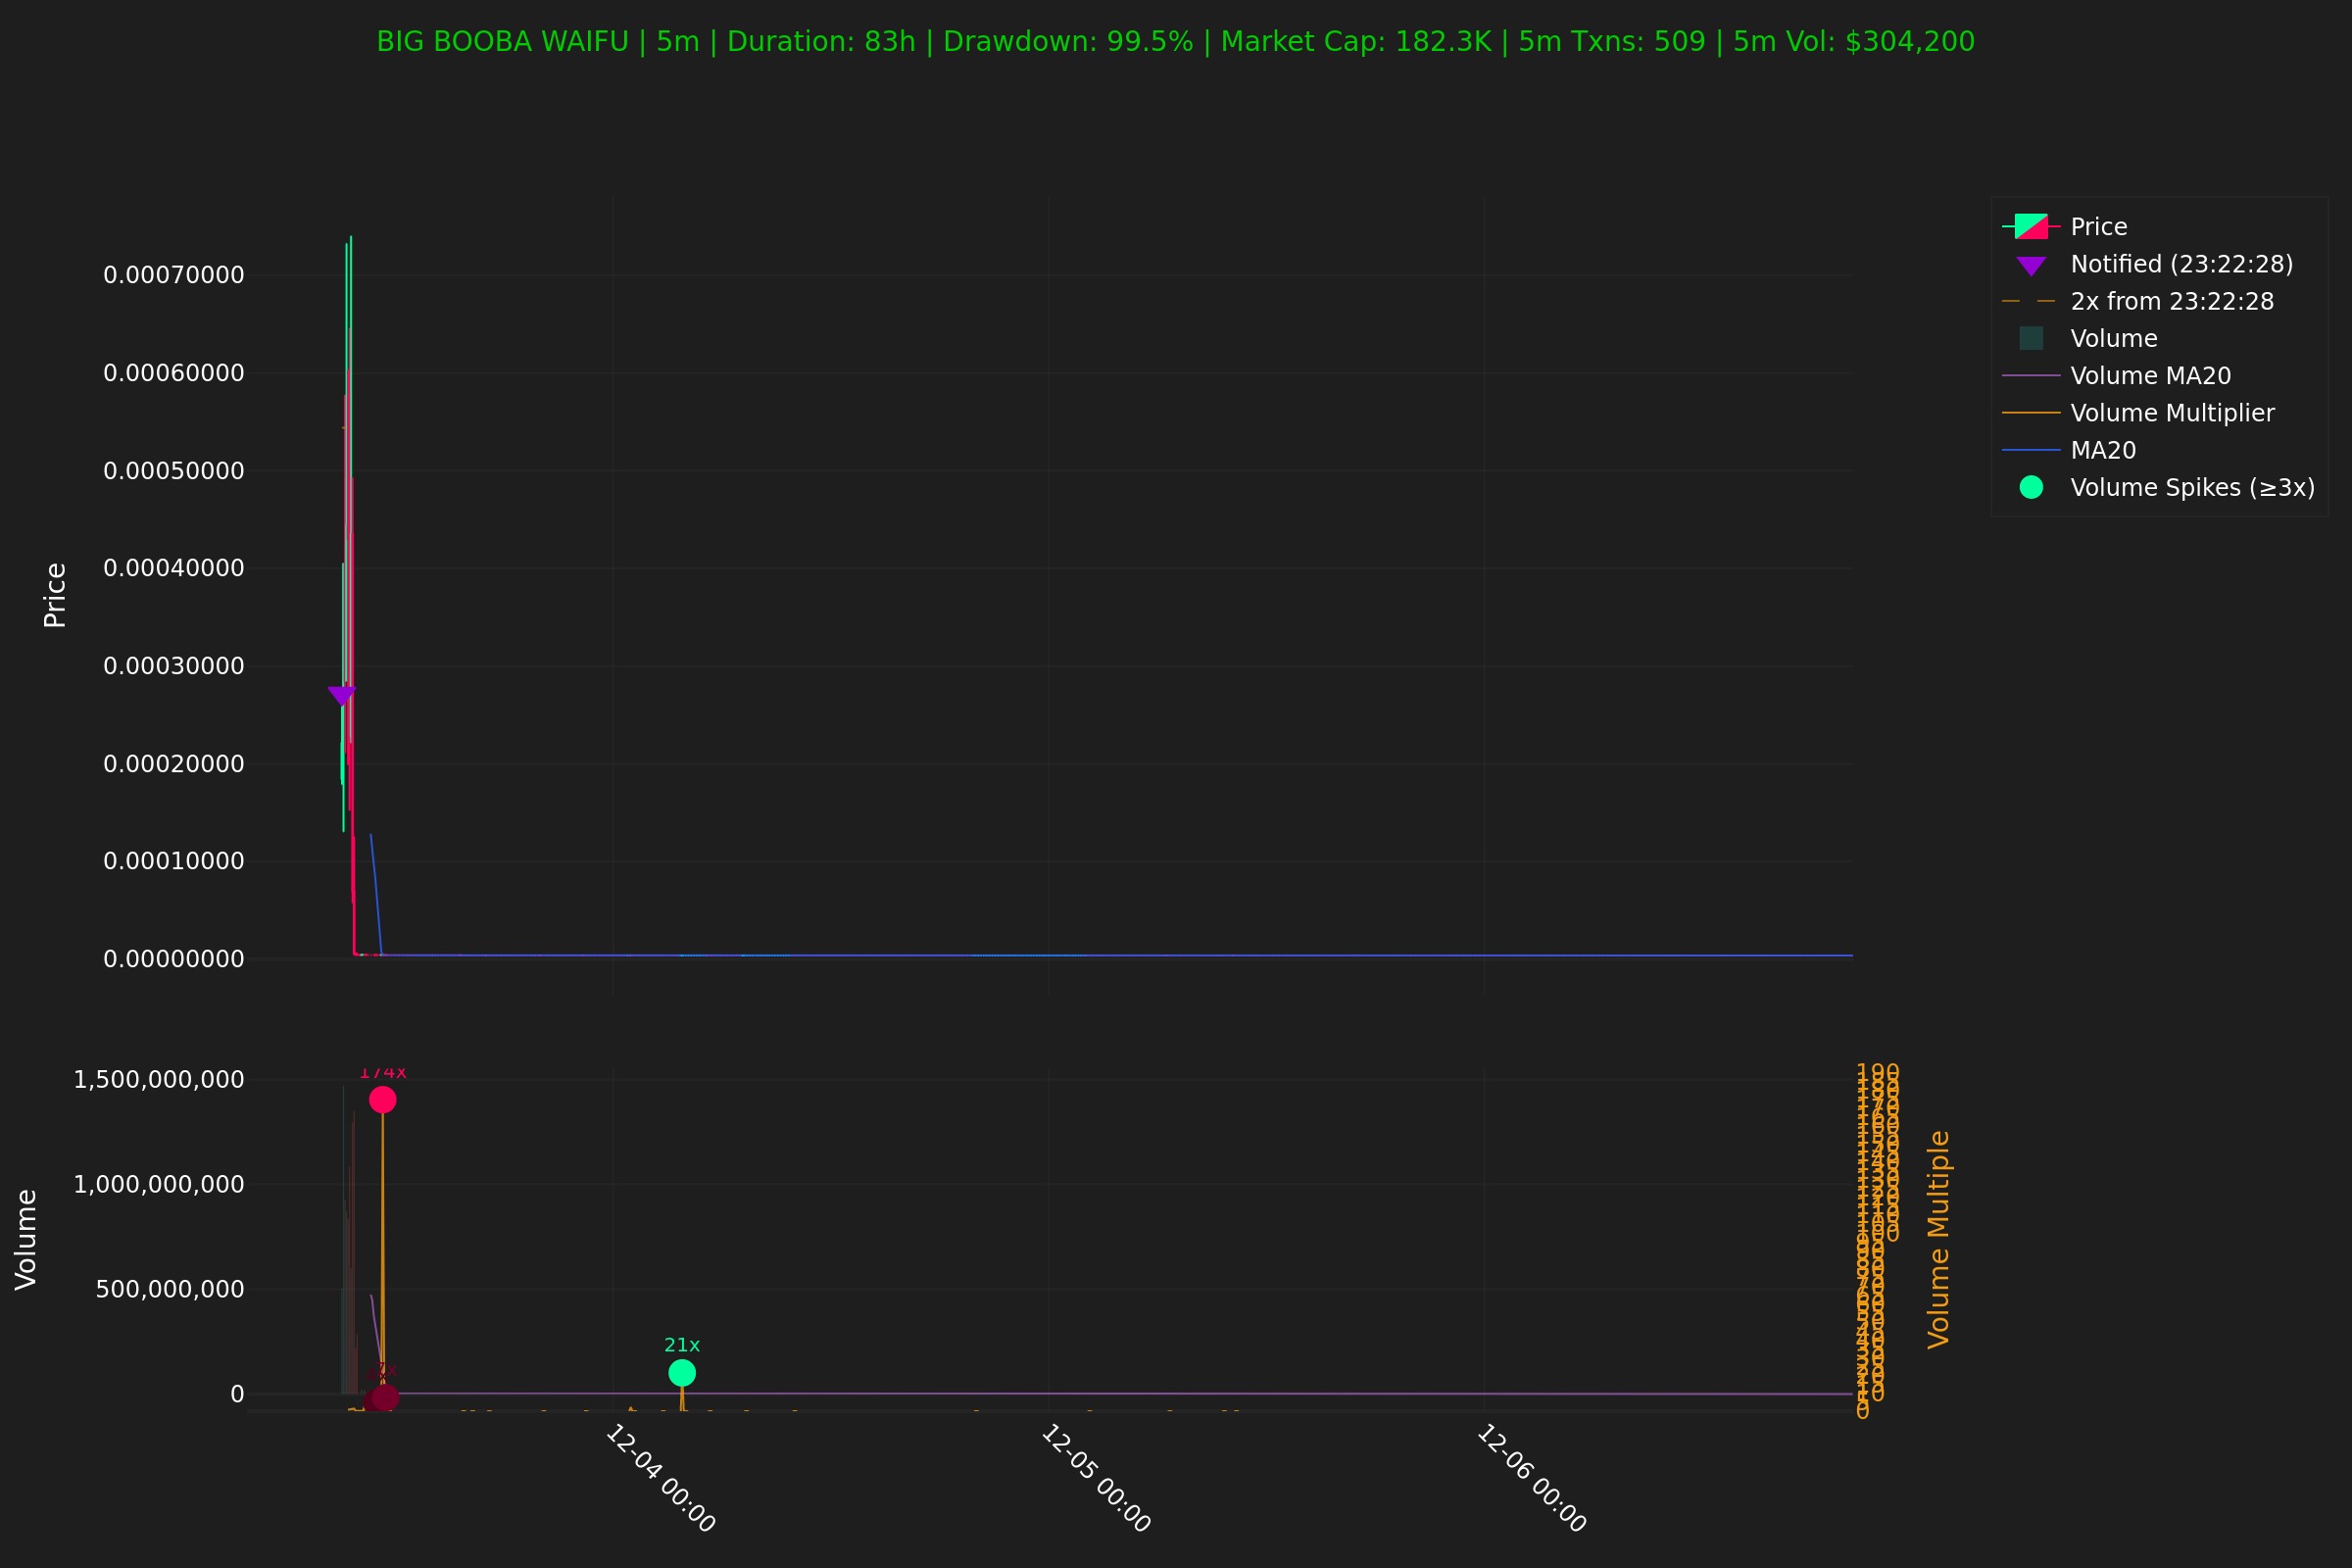 BIG BOOBA WAIFU | 5m | Duration: 83h | Drawdown: 99.5% | Market Cap: 182.3K | 5m Txns: 509 | 5m Vol: $304,200
Price
0.00070000
0.00060000
0.00050000
0.00040000
0.00030000
0.00020000
0.00010000
0.00000000
Price
Notified (23:22:28)
2x from 23:22:28
Volume
Volume MA20
Volume Multiplier
MA20
Volume Spikes (≥3x)
Volume
1,500,000,000
1,000,000,000
500,000,000
0
174x
21x
190
100
10
0
Volume Multiple
12-04 00:00
12-05 00:00
12-06 00:00